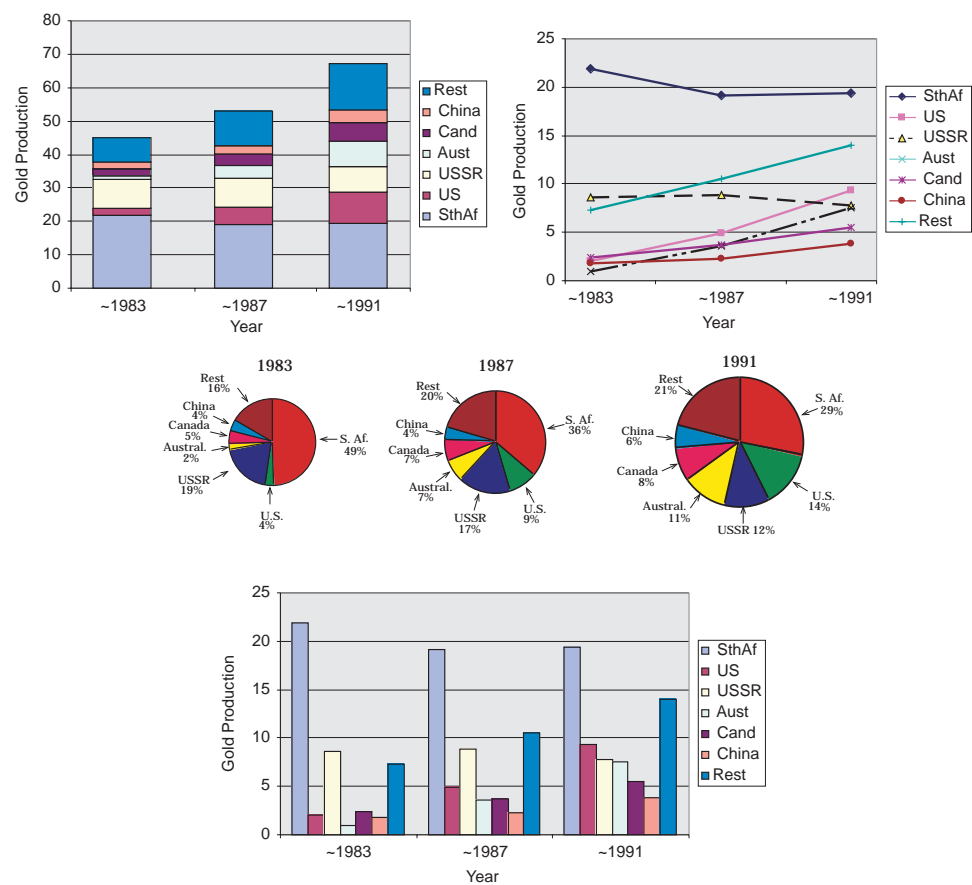 80
70
60
50
40
30
20
10
0
Gold Production
~1983
~1987
~1991
Year
Rest
China
Cand
Aust
USSR
US
SthAf
25
20
15
10
5
0
Gold Production
~1983
~1987
~1991
Year
SthAf
US
USSR
Aust
Cand
China
Rest
1983
Rest
16%
China
4%
Canada
5%
Austral.
2%
USSR
19%
U.S.
4%
S. Af.
49%
1987
Rest
20%
China
4%
Canada
7%
Austral.
7%
USSR
17%
U.S.
9%
S. Af.
36%
1991
Rest
21%
China
6%
Canada
8%
Austral.
11%
USSR 12%
U.S.
14%
S. Af.
29%
25
20
15
10
5
0
Gold Production
~1983
~1987
~1991
Year
SthAf
US
USSR
Aust
Cand
China
Rest